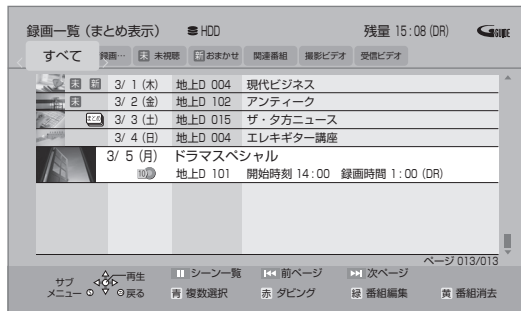 録画一覧(まとめ表示) HDD 残量 15:08 (DR) GGUIDE
すべて 録画… 未 未視聴 新 おまかせ 関連番組 撮影ビデオ 受信ビデオ
未 新 3/ 1 (木) 地上D 004 現代ビジネス
未 3/ 2 (金) 地上D 102 アンティーク
まとめ 3/ 3 (土) 地上D 015 ザ・夕方ニュース
3/ 4 (日) 地上D 004 エレキギター講座
3/ 5 (月) ドラマスペシャル
10 地上D 101 開始時刻 14:00 録画時間 1:00 (DR)
ページ 013/013
サブメニュー 再生 戻る シーン一覧 前ページ 次ページ
青 複数選択 赤 ダビング 緑 番組編集 黄 番組消去